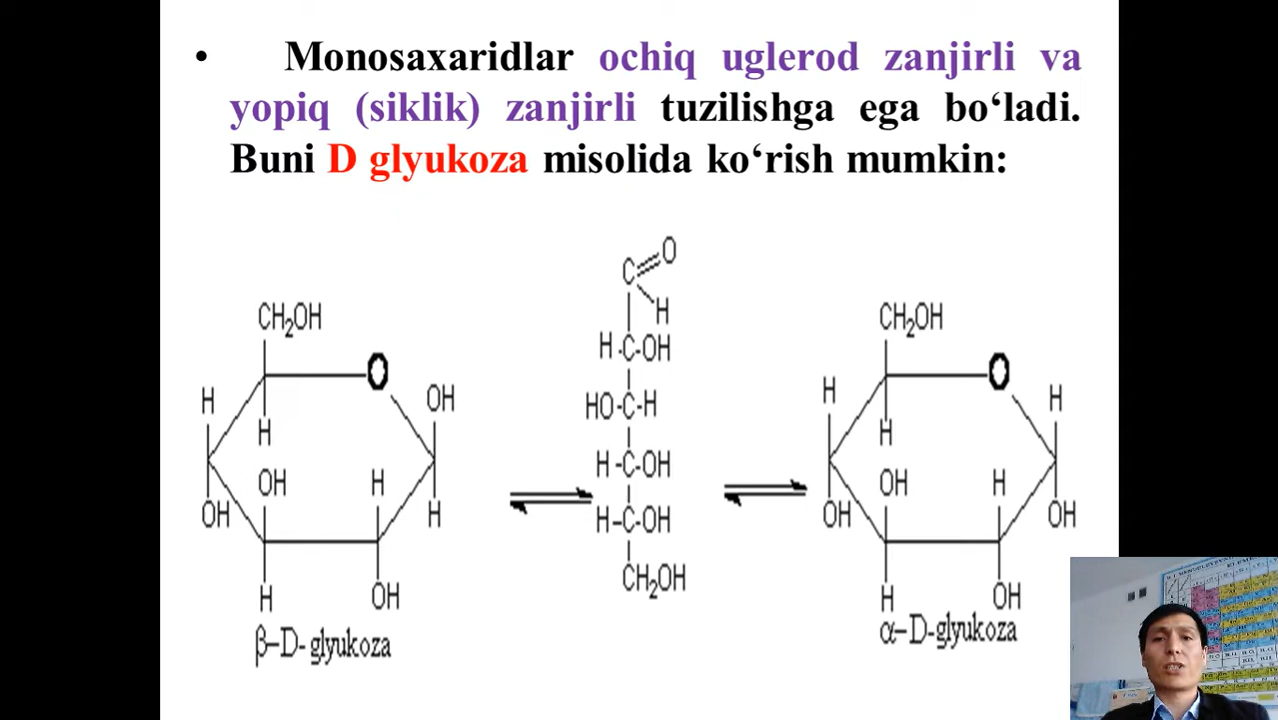 • Monosaxaridlar ochiq uglerod zanjirli va
yopiq (siklik) zanjirli tuzilishga ega bo‘ladi.
Buni D glyukoza misolida ko‘rish mumkin:
CH₂OH
O
H
OH
H
OH
H
OH
H
H
OH
β–D- glyukoza
C
O
H
H -C-OH
HO-C-H
H -C-OH
H–C-OH
CH₂OH
CH₂OH
O
H
H
H
OH
H
OH
OH
H
OH
α–D-glyukoza